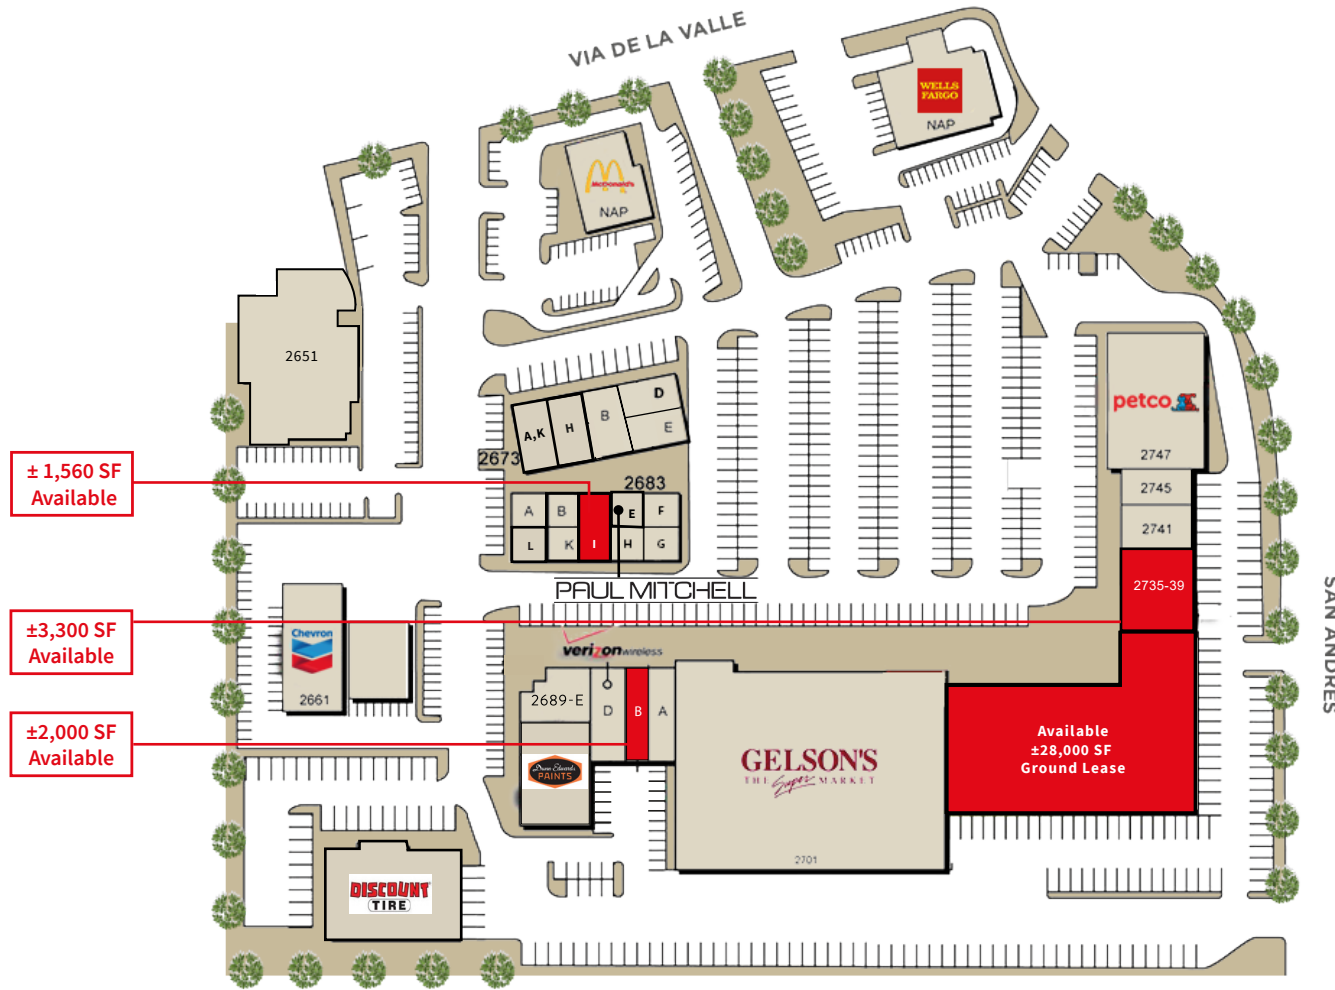 VIA DE LA VALLE
WELLS
FARGO
NAP
McDonald's
NAP
2651
petco
2747
2745
2741
2735-39
A,K
H
B
D
E
2673
2683
A
B
E
F
L
K
I
H
G
± 1,560 SF
Available
PAUL MITCHELL
SAN ANDRES
±3,300 SF
Available
Chevron
2661
verizonwireless
2689-E
D
B
A
±2,000 SF
Available
Dunn Edwards
PAINTS
GELSON'S
THE Super MARKET
2701
Available
±28,000 SF
Ground Lease
DISCOUNT
TIRE